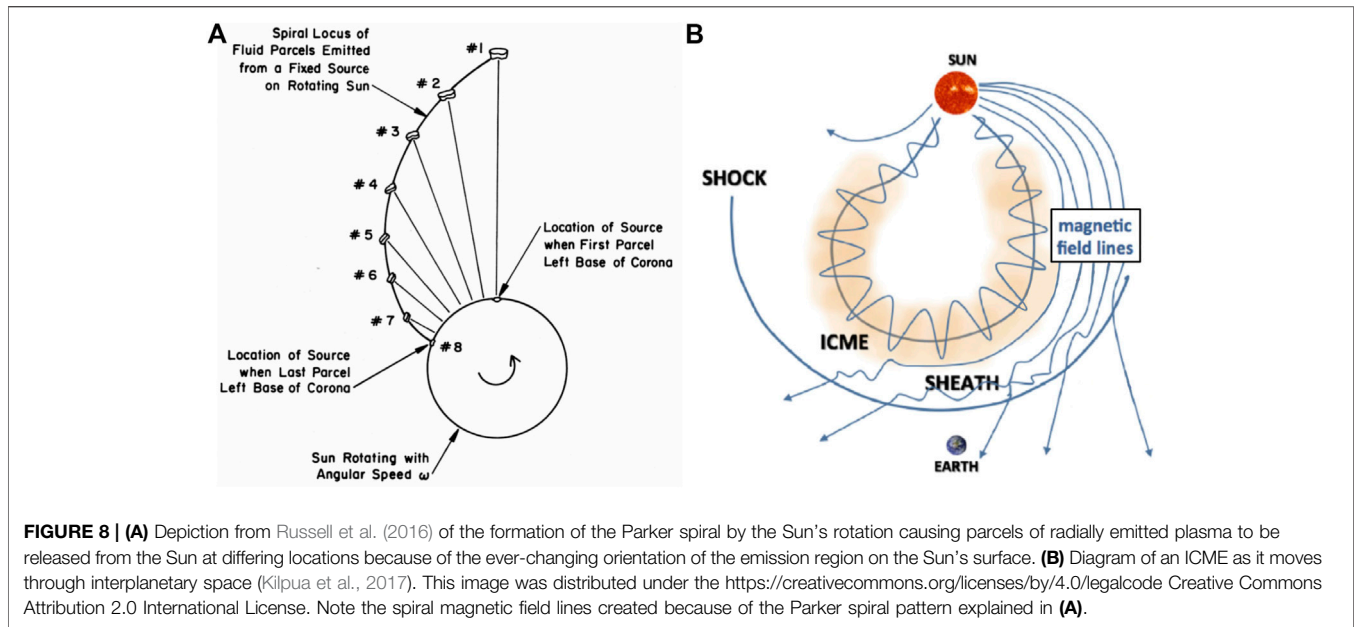 A
Spiral Locus of
Fluid Parcels Emitted
from a Fixed Source
on Rotating Sun
#1
#2
#3
#4
#5
#6
#7
#8
Location of Source
when First Parcel
Left Base of Corona
Location of Source
when Last Parcel
Left Base of Corona
Sun Rotating with
Angular Speed ω
B
SUN
SHOCK
magnetic
field lines
ICME
SHEATH
EARTH
FIGURE 8 | (A) Depiction from Russell et al. (2016) of the formation of the Parker spiral by the Sun's rotation causing parcels of radially emitted plasma to be
released from the Sun at differing locations because of the ever-changing orientation of the emission region on the Sun's surface. (B) Diagram of an ICME as it moves
through interplanetary space (Kilpua et al., 2017). This image was distributed under the https://creativecommons.org/licenses/by/4.0/legalcode Creative Commons
Attribution 2.0 International License. Note the spiral magnetic field lines created because of the Parker spiral pattern explained in (A).